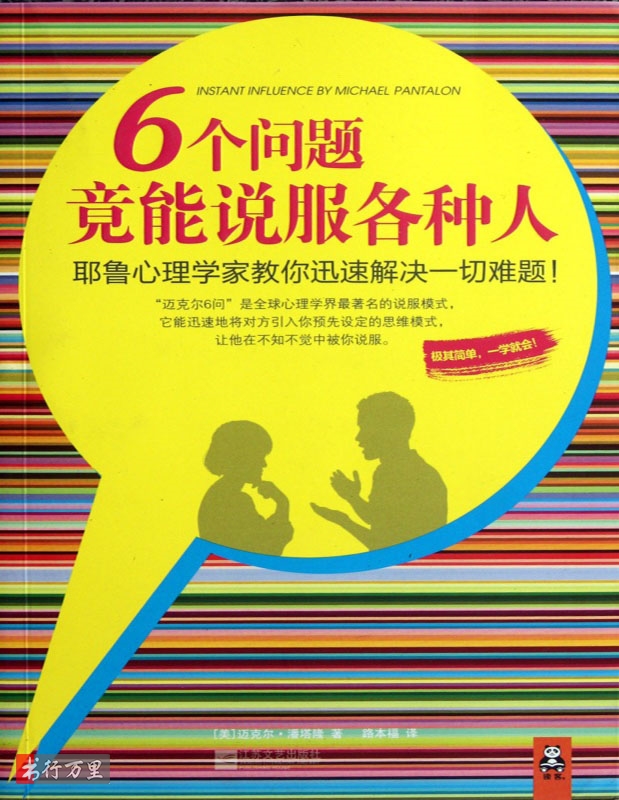 INSTANT INFLUENCE BY MICHAEL PANTALON
6个问题
竟能说服各种人
耶鲁心理学家教你迅速解决一切难题！
“迈克尔6问”是全球心理学界最著名的说服模式，
它能迅速地将对方引入你预先设定的思维模式，
让他在不知不觉中被你说服。
极其简单，一学就会！
[美]迈克尔·潘塔隆 著 路本福 译
江苏文艺出版社
读客
书行万里